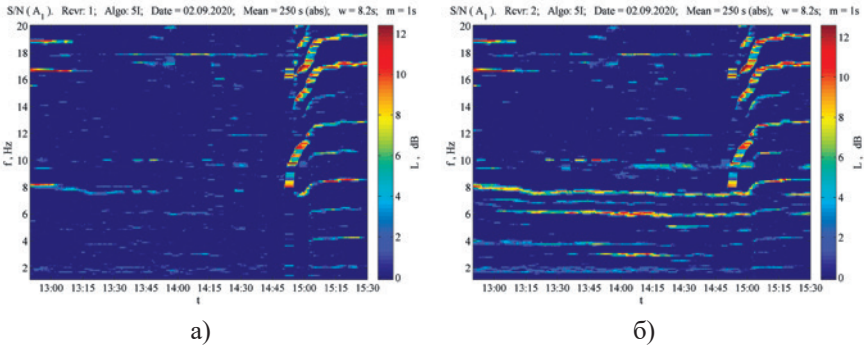 S/N ( A₁ ). Rcvr: 1; Algo: 5I; Date = 02.09.2020; Mean = 250 s (abs); w = 8.2s; m = 1s
20
18
16
14
12
10
8
6
4
2
f , Hz
13:00 13:15 13:30 13:45 14:00 14:15 14:30 14:45 15:00 15:15 15:30
t
12
10
8
6
4
2
0
L , dB
а)
S/N ( A₁ ). Rcvr: 2; Algo: 5I; Date = 02.09.2020; Mean = 250 s (abs); w = 8.2s; m = 1s
20
18
16
14
12
10
8
6
4
2
f , Hz
13:00 13:15 13:30 13:45 14:00 14:15 14:30 14:45 15:00 15:15 15:30
t
12
10
8
6
4
2
0
L , dB
б)